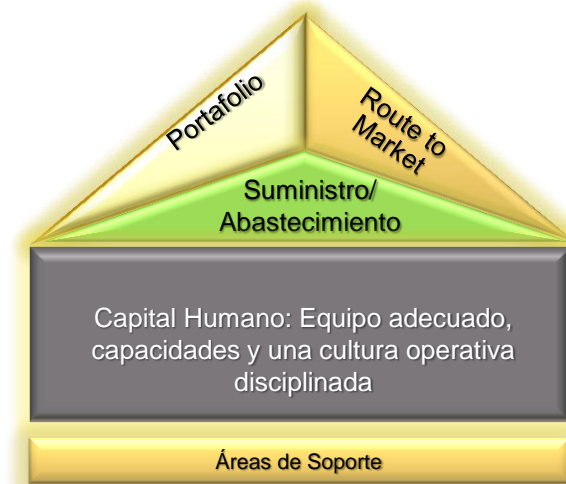 Portafolio
Route to
Market
Suministro/
Abastecimiento
Capital Humano: Equipo adecuado,
capacidades y una cultura operativa
disciplinada
Áreas de Soporte